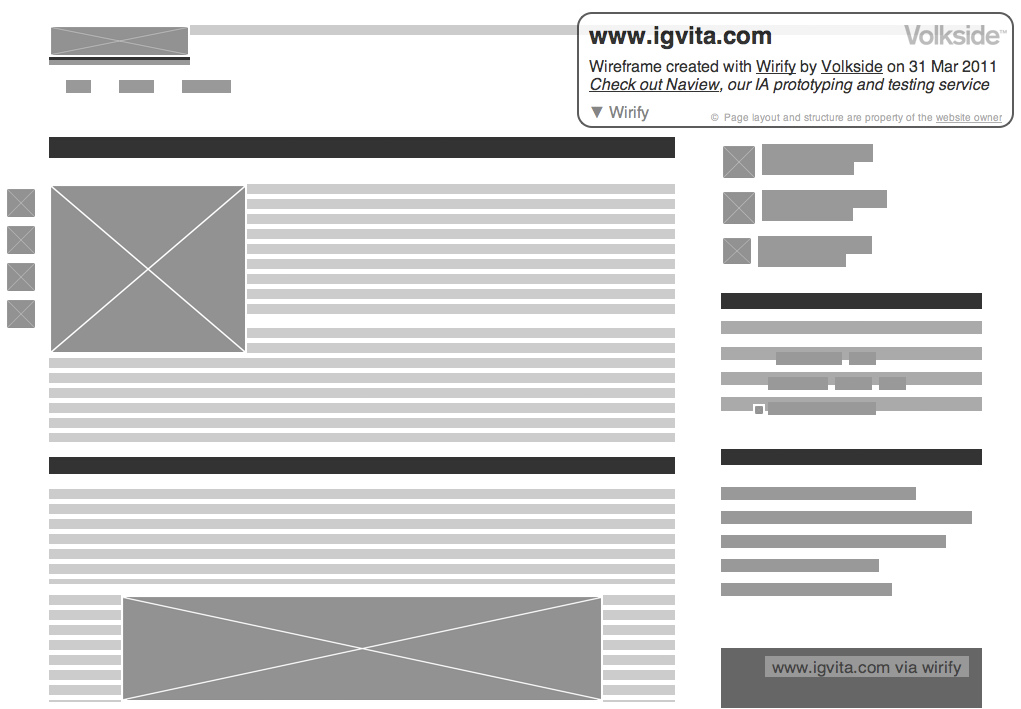 www.igvita.com
Volkside™
Wireframe created with Wirify by Volkside on 31 Mar 2011
Check out Naview, our IA prototyping and testing service
▼ Wirify
© Page layout and structure are property of the website owner
www.igvita.com via wirify